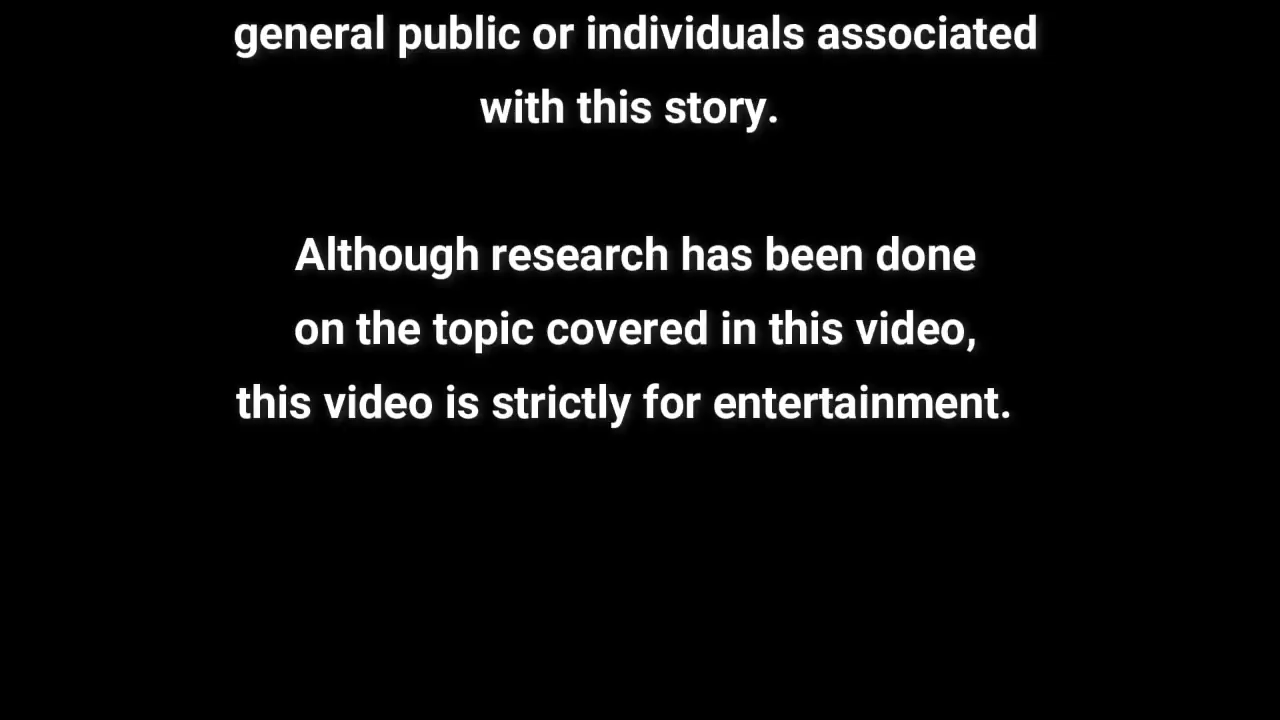 general public or individuals associated
with this story.
Although research has been done
on the topic covered in this video,
this video is strictly for entertainment.